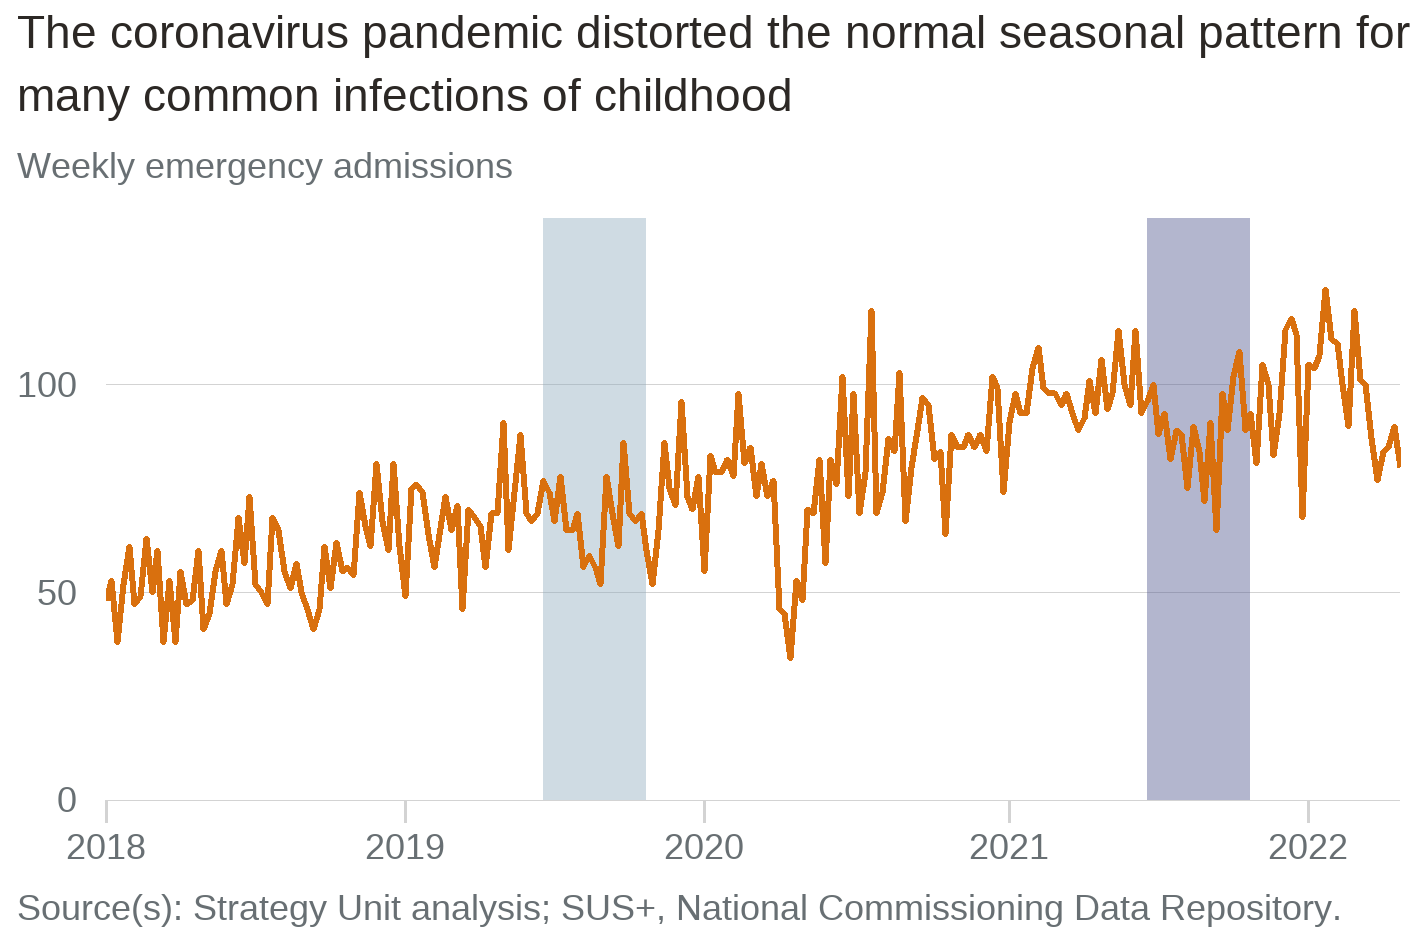 The coronavirus pandemic distorted the normal seasonal pattern for
many common infections of childhood
Weekly emergency admissions
100
50
0
2018 2019 2020 2021 2022
Source(s): Strategy Unit analysis; SUS+, National Commissioning Data Repository.